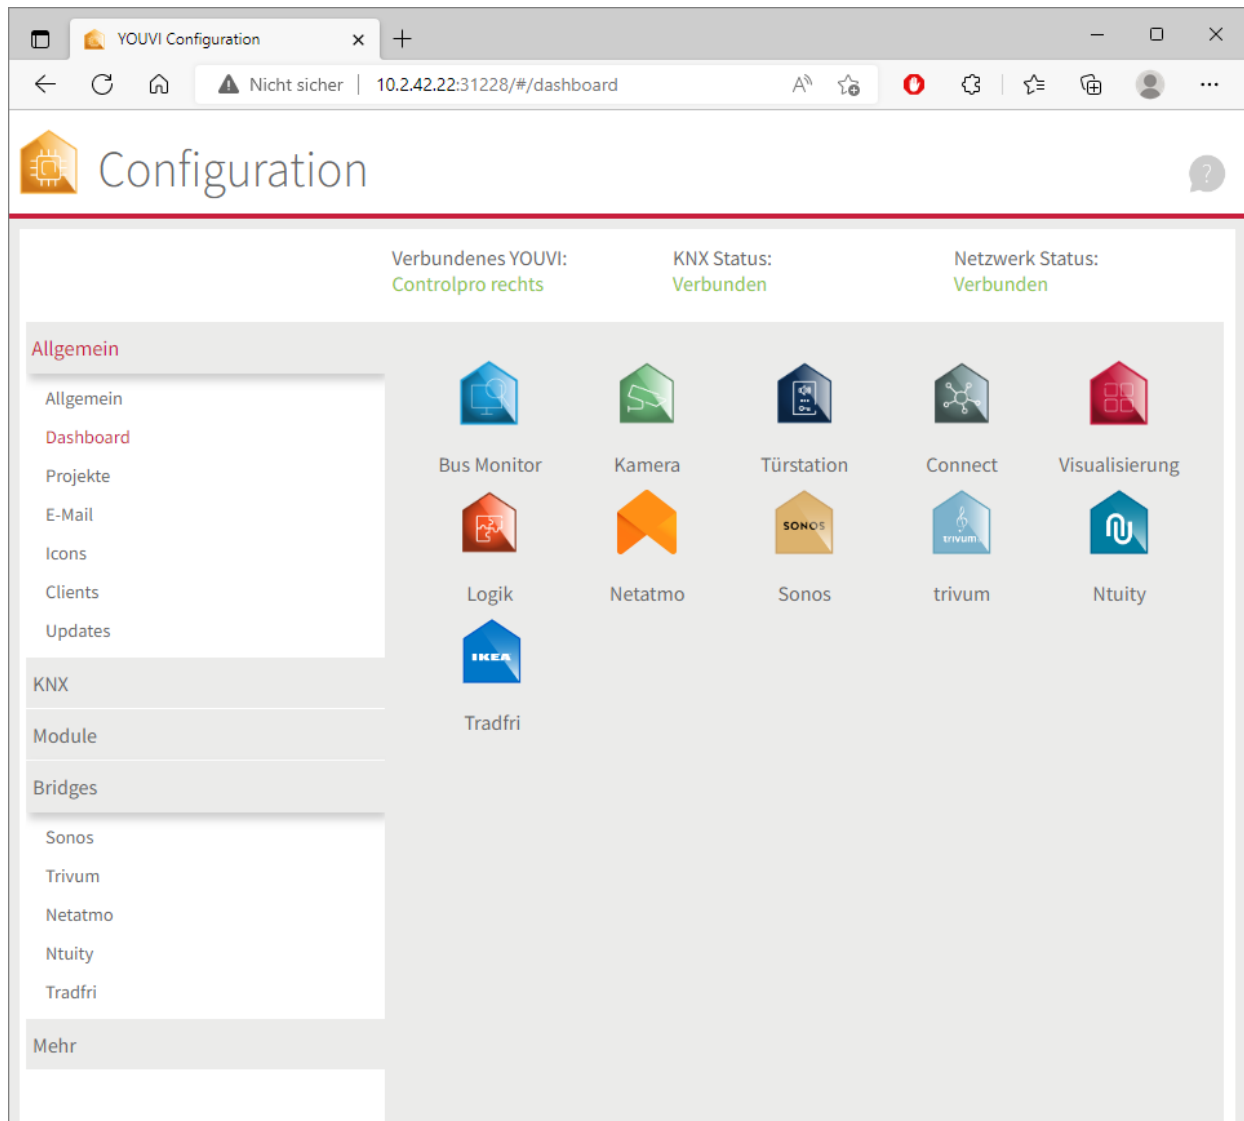 YOUVI Configuration
Nicht sicher | 10.2.42.22:31228/#/dashboard
Configuration
?
Verbundenes YOUVI: KNX Status: Netzwerk Status:
Controlpro rechts Verbunden Verbunden
Allgemein
Allgemein
Dashboard
Projekte
E-Mail
Icons
Clients
Updates
KNX
Module
Bridges
Sonos
Trivum
Netatmo
Ntuity
Tradfri
Mehr
Bus Monitor Kamera Türstation Connect Visualisierung
SONOS trivum
Logik Netatmo Sonos trivum Ntuity
IKEA
Tradfri